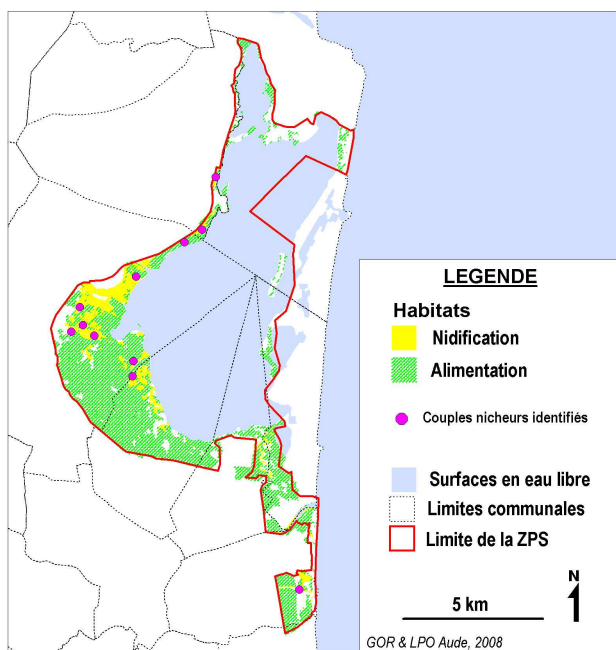 LEGENDE
Habitats
Nidification
Alimentation
Couples nicheurs identifiés
Surfaces en eau libre
Limites communales
Limite de la ZPS
N
5 km
GOR & LPO Aude, 2008